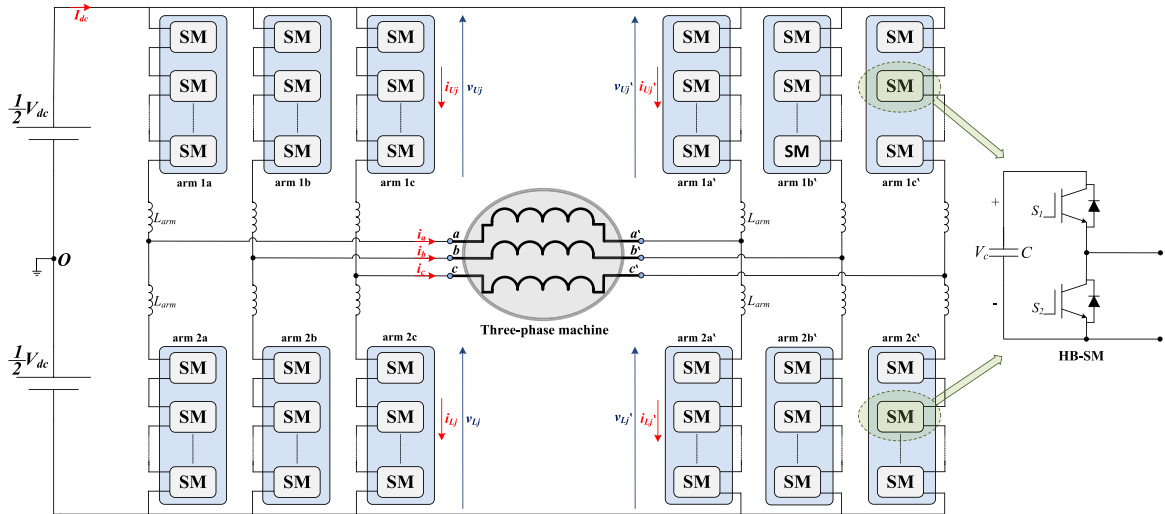 I_dc
SM SM SM SM SM SM
½V_dc
i_Uj v_Uj v_Uj` i_Uj`
SM SM SM SM SM SM
SM SM SM SM SM SM
arm 1a arm 1b arm 1c arm 1a` arm 1b` arm 1c`
L_arm L_arm
+
S_1
i_a a a`
i_b b b`
i_c c c`
O
V_c C
-
S_2
L_arm L_arm
Three-phase machine
arm 2a arm 2b arm 2c arm 2a` arm 2b` arm 2c`
HB-SM
½V_dc
SM SM SM SM SM SM
SM SM SM SM SM SM
i_Lj v_Lj v_Lj` i_Lj`
SM SM SM SM SM SM